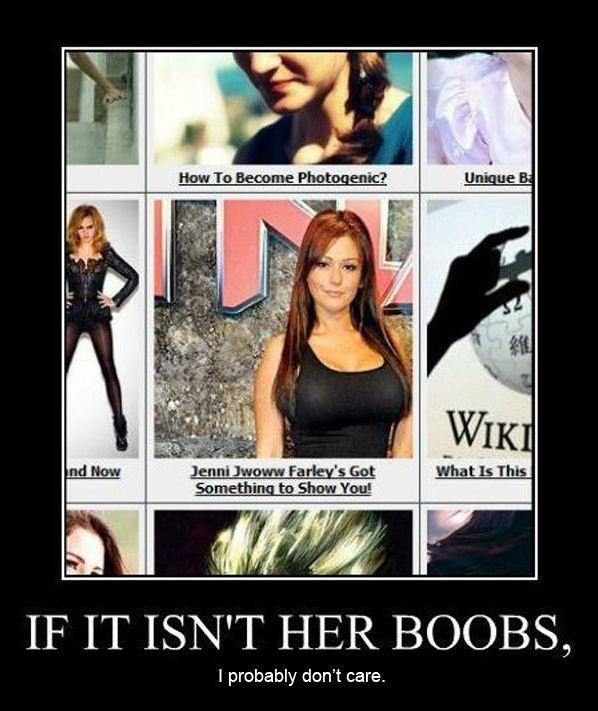 How To Become Photogenic?
Unique Ba
WIKI
nd Now
Jenni Jwoww Farley's Got
Something to Show You!
What Is This
IF IT ISN'T HER BOOBS,
I probably don't care.